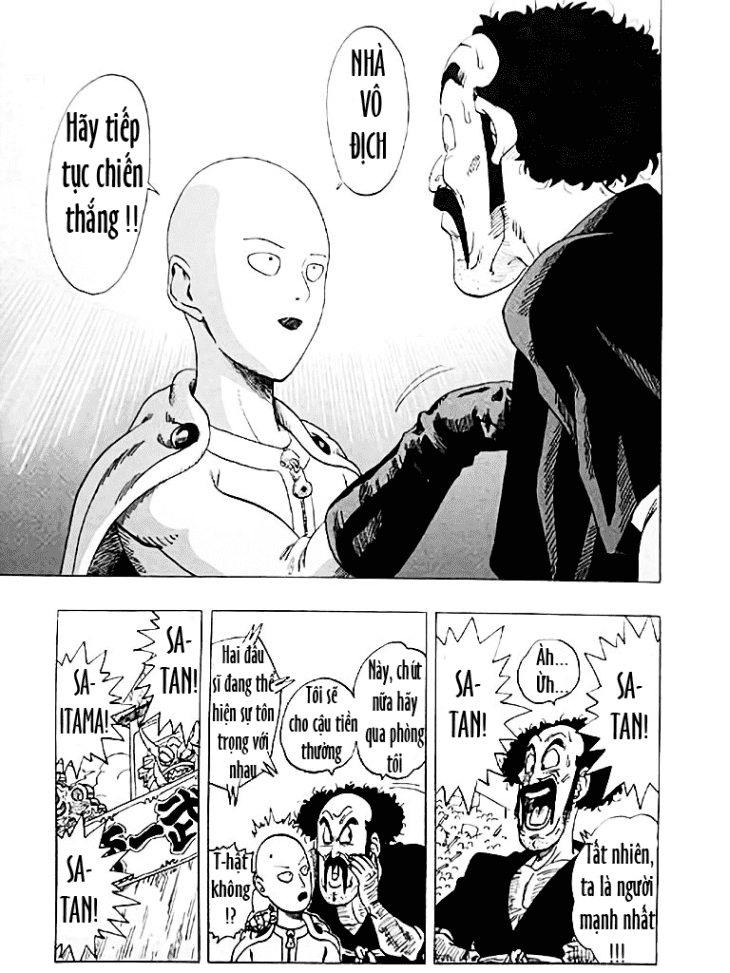 NHÀ
VÔ
ĐỊCH
Hãy tiếp
tục chiến
thắng !!
Àh...
Ừh...
SA-
TAN!
SA-
TAN!
Tất nhiên,
ta là người
mạnh nhất
!!!
Này, chút
nữa hãy
qua phòng
tôi
Tôi sẽ
cho cậu tiền
thưởng
Hai đấu
sĩ đang thể
hiện sự tôn
trọng với
nhau
T-hật
không
!?
SA-
TAN!
SA-
ITAMA!
SA-
TAN!